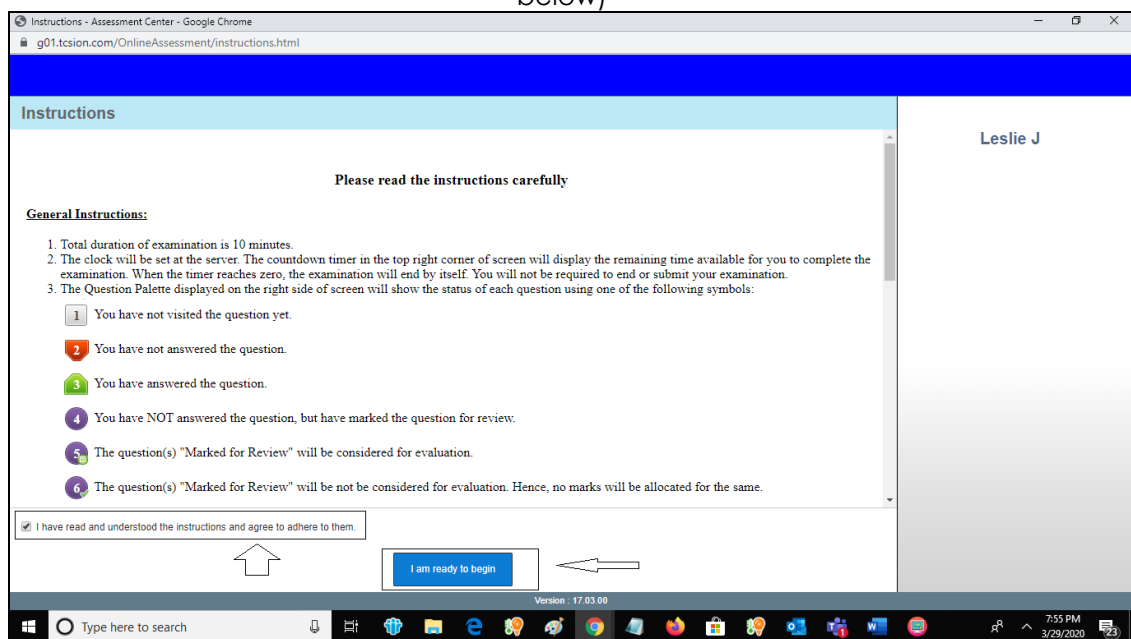 below)
Instructions - Assessment Center - Google Chrome
g01.tcsion.com/OnlineAssessment/instructions.html
Instructions
Leslie J
Please read the instructions carefully
General Instructions:
1. Total duration of examination is 10 minutes.
2. The clock will be set at the server. The countdown timer in the top right corner of screen will display the remaining time available for you to complete the
examination. When the timer reaches zero, the examination will end by itself. You will not be required to end or submit your examination.
3. The Question Palette displayed on the right side of screen will show the status of each question using one of the following symbols:
1 You have not visited the question yet.
2 You have not answered the question.
3 You have answered the question.
4 You have NOT answered the question, but have marked the question for review.
5 The question(s) "Marked for Review" will be considered for evaluation.
6 The question(s) "Marked for Review" will be not be considered for evaluation. Hence, no marks will be allocated for the same.
I have read and understood the instructions and agree to adhere to them.
I am ready to begin
Version : 17.03.00
Type here to search
7:55 PM
3/29/2020
23